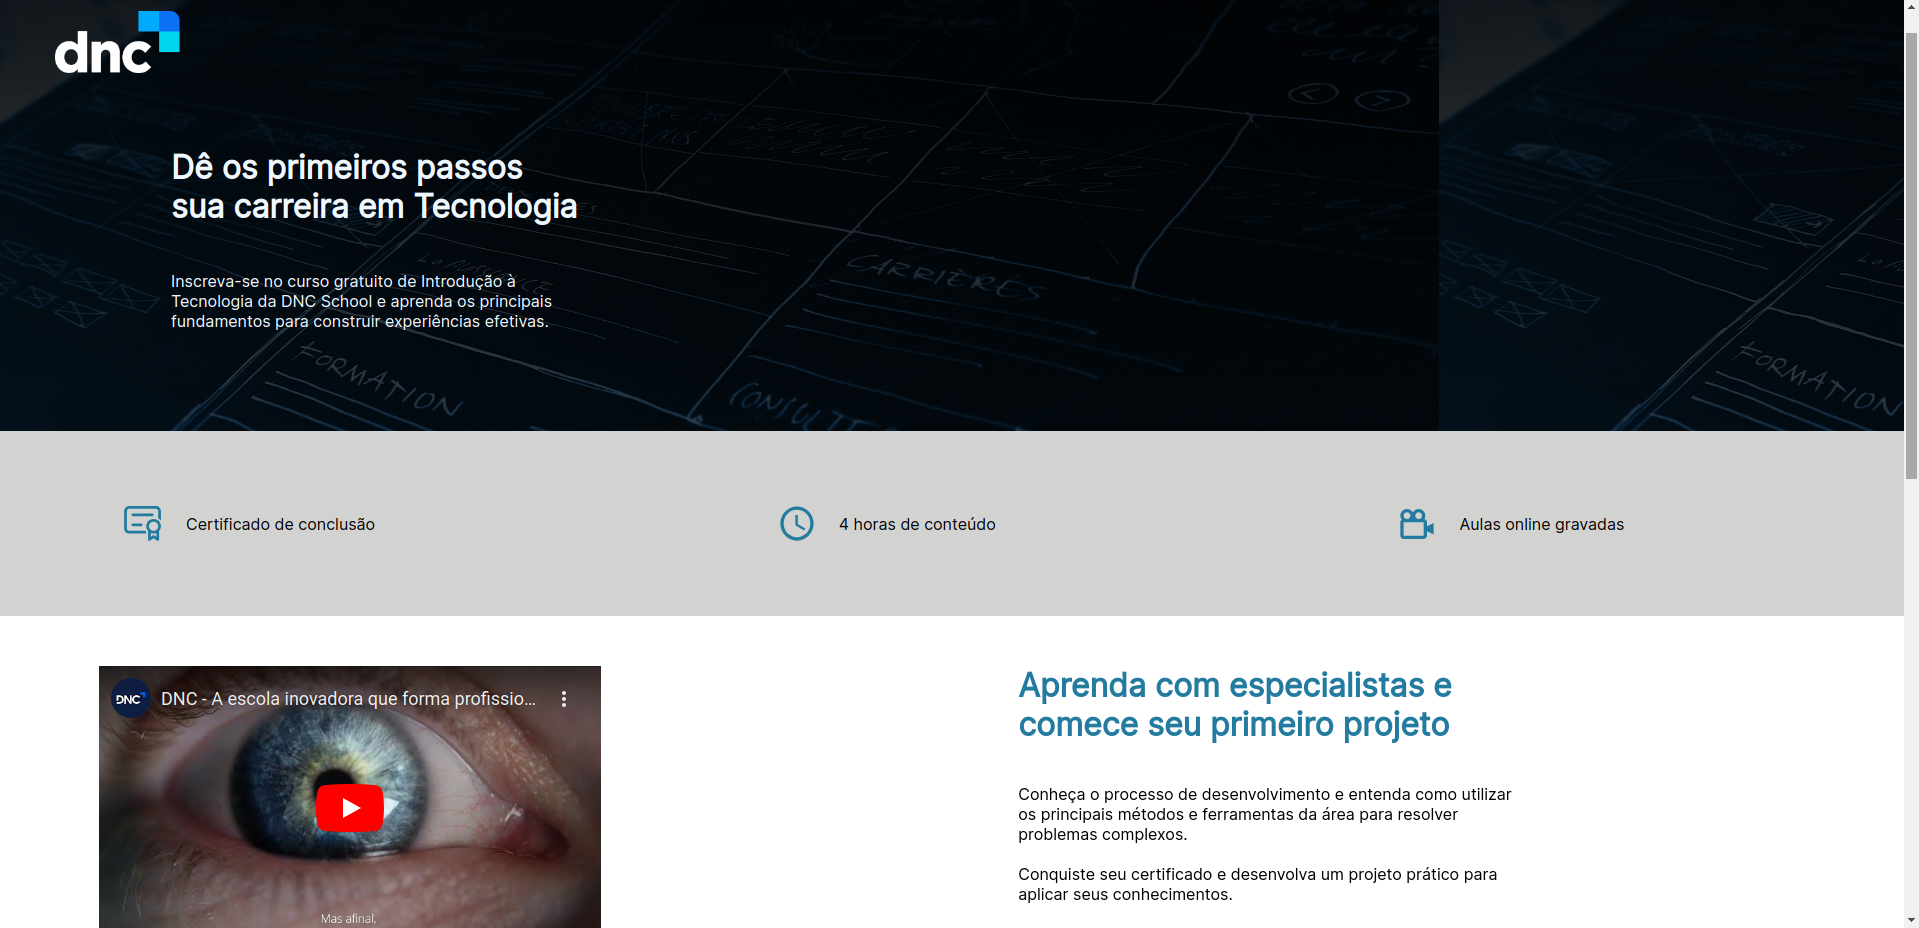 dnc
Dê os primeiros passos
sua carreira em Tecnologia
Inscreva-se no curso gratuito de Introdução à
Tecnologia da DNC School e aprenda os principais
fundamentos para construir experiências efetivas.
CARRIÈRES
FORMATION
FORMATION
Certificado de conclusão
4 horas de conteúdo
Aulas online gravadas
DNC
DNC - A escola inovadora que forma profissio...
Mas afinal,
Aprenda com especialistas e
comece seu primeiro projeto
Conheça o processo de desenvolvimento e entenda como utilizar
os principais métodos e ferramentas da área para resolver
problemas complexos.
Conquiste seu certificado e desenvolva um projeto prático para
aplicar seus conhecimentos.